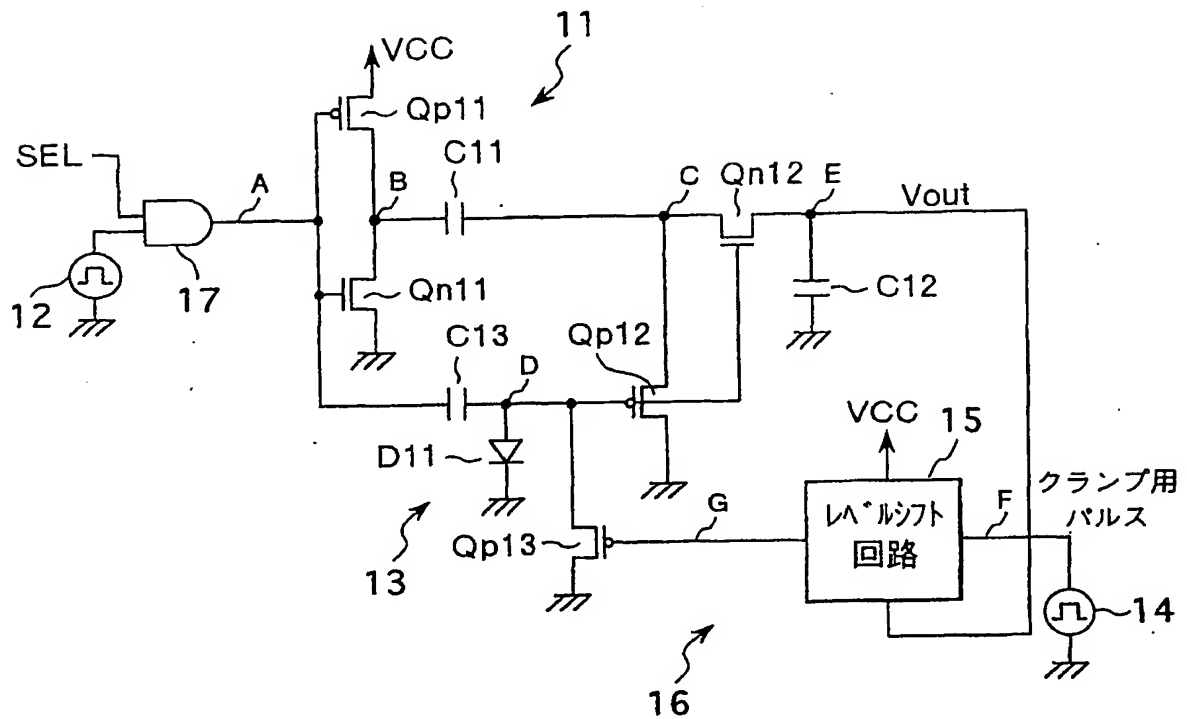 11
VCC
Qp11
SEL
A
C11
B
C
Qn12
E
Vout
12
17
Qn11
C13
D
Qp12
C12
D11
VCC
15
クランプ用
パルス
F
レベルシフト
回路
G
Qp13
13
14
16